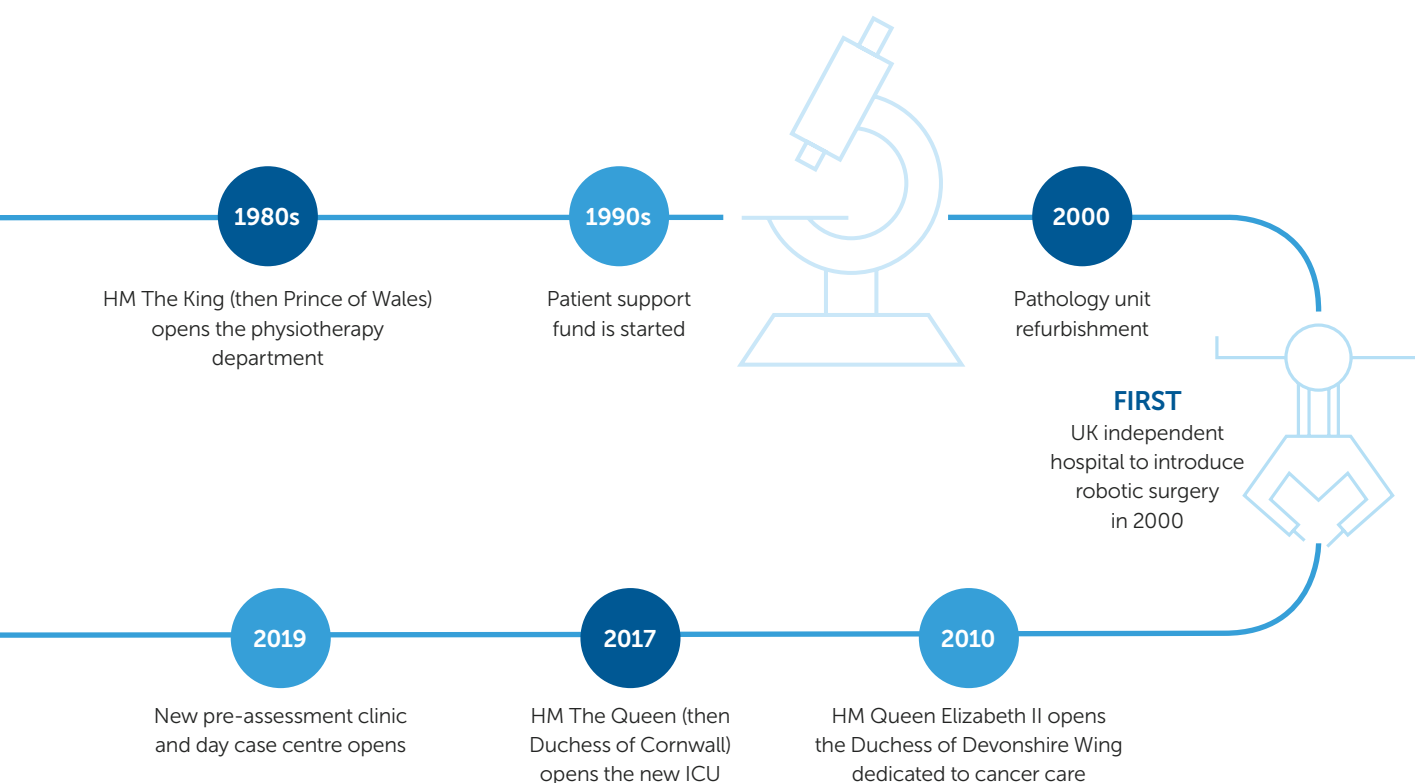 1980s
HM The King (then Prince of Wales)
opens the physiotherapy
department
1990s
Patient support
fund is started
2000
Pathology unit
refurbishment
FIRST
UK independent
hospital to introduce
robotic surgery
in 2000
2010
HM Queen Elizabeth II opens
the Duchess of Devonshire Wing
dedicated to cancer care
2017
HM The Queen (then
Duchess of Cornwall)
opens the new ICU
2019
New pre-assessment clinic
and day case centre opens